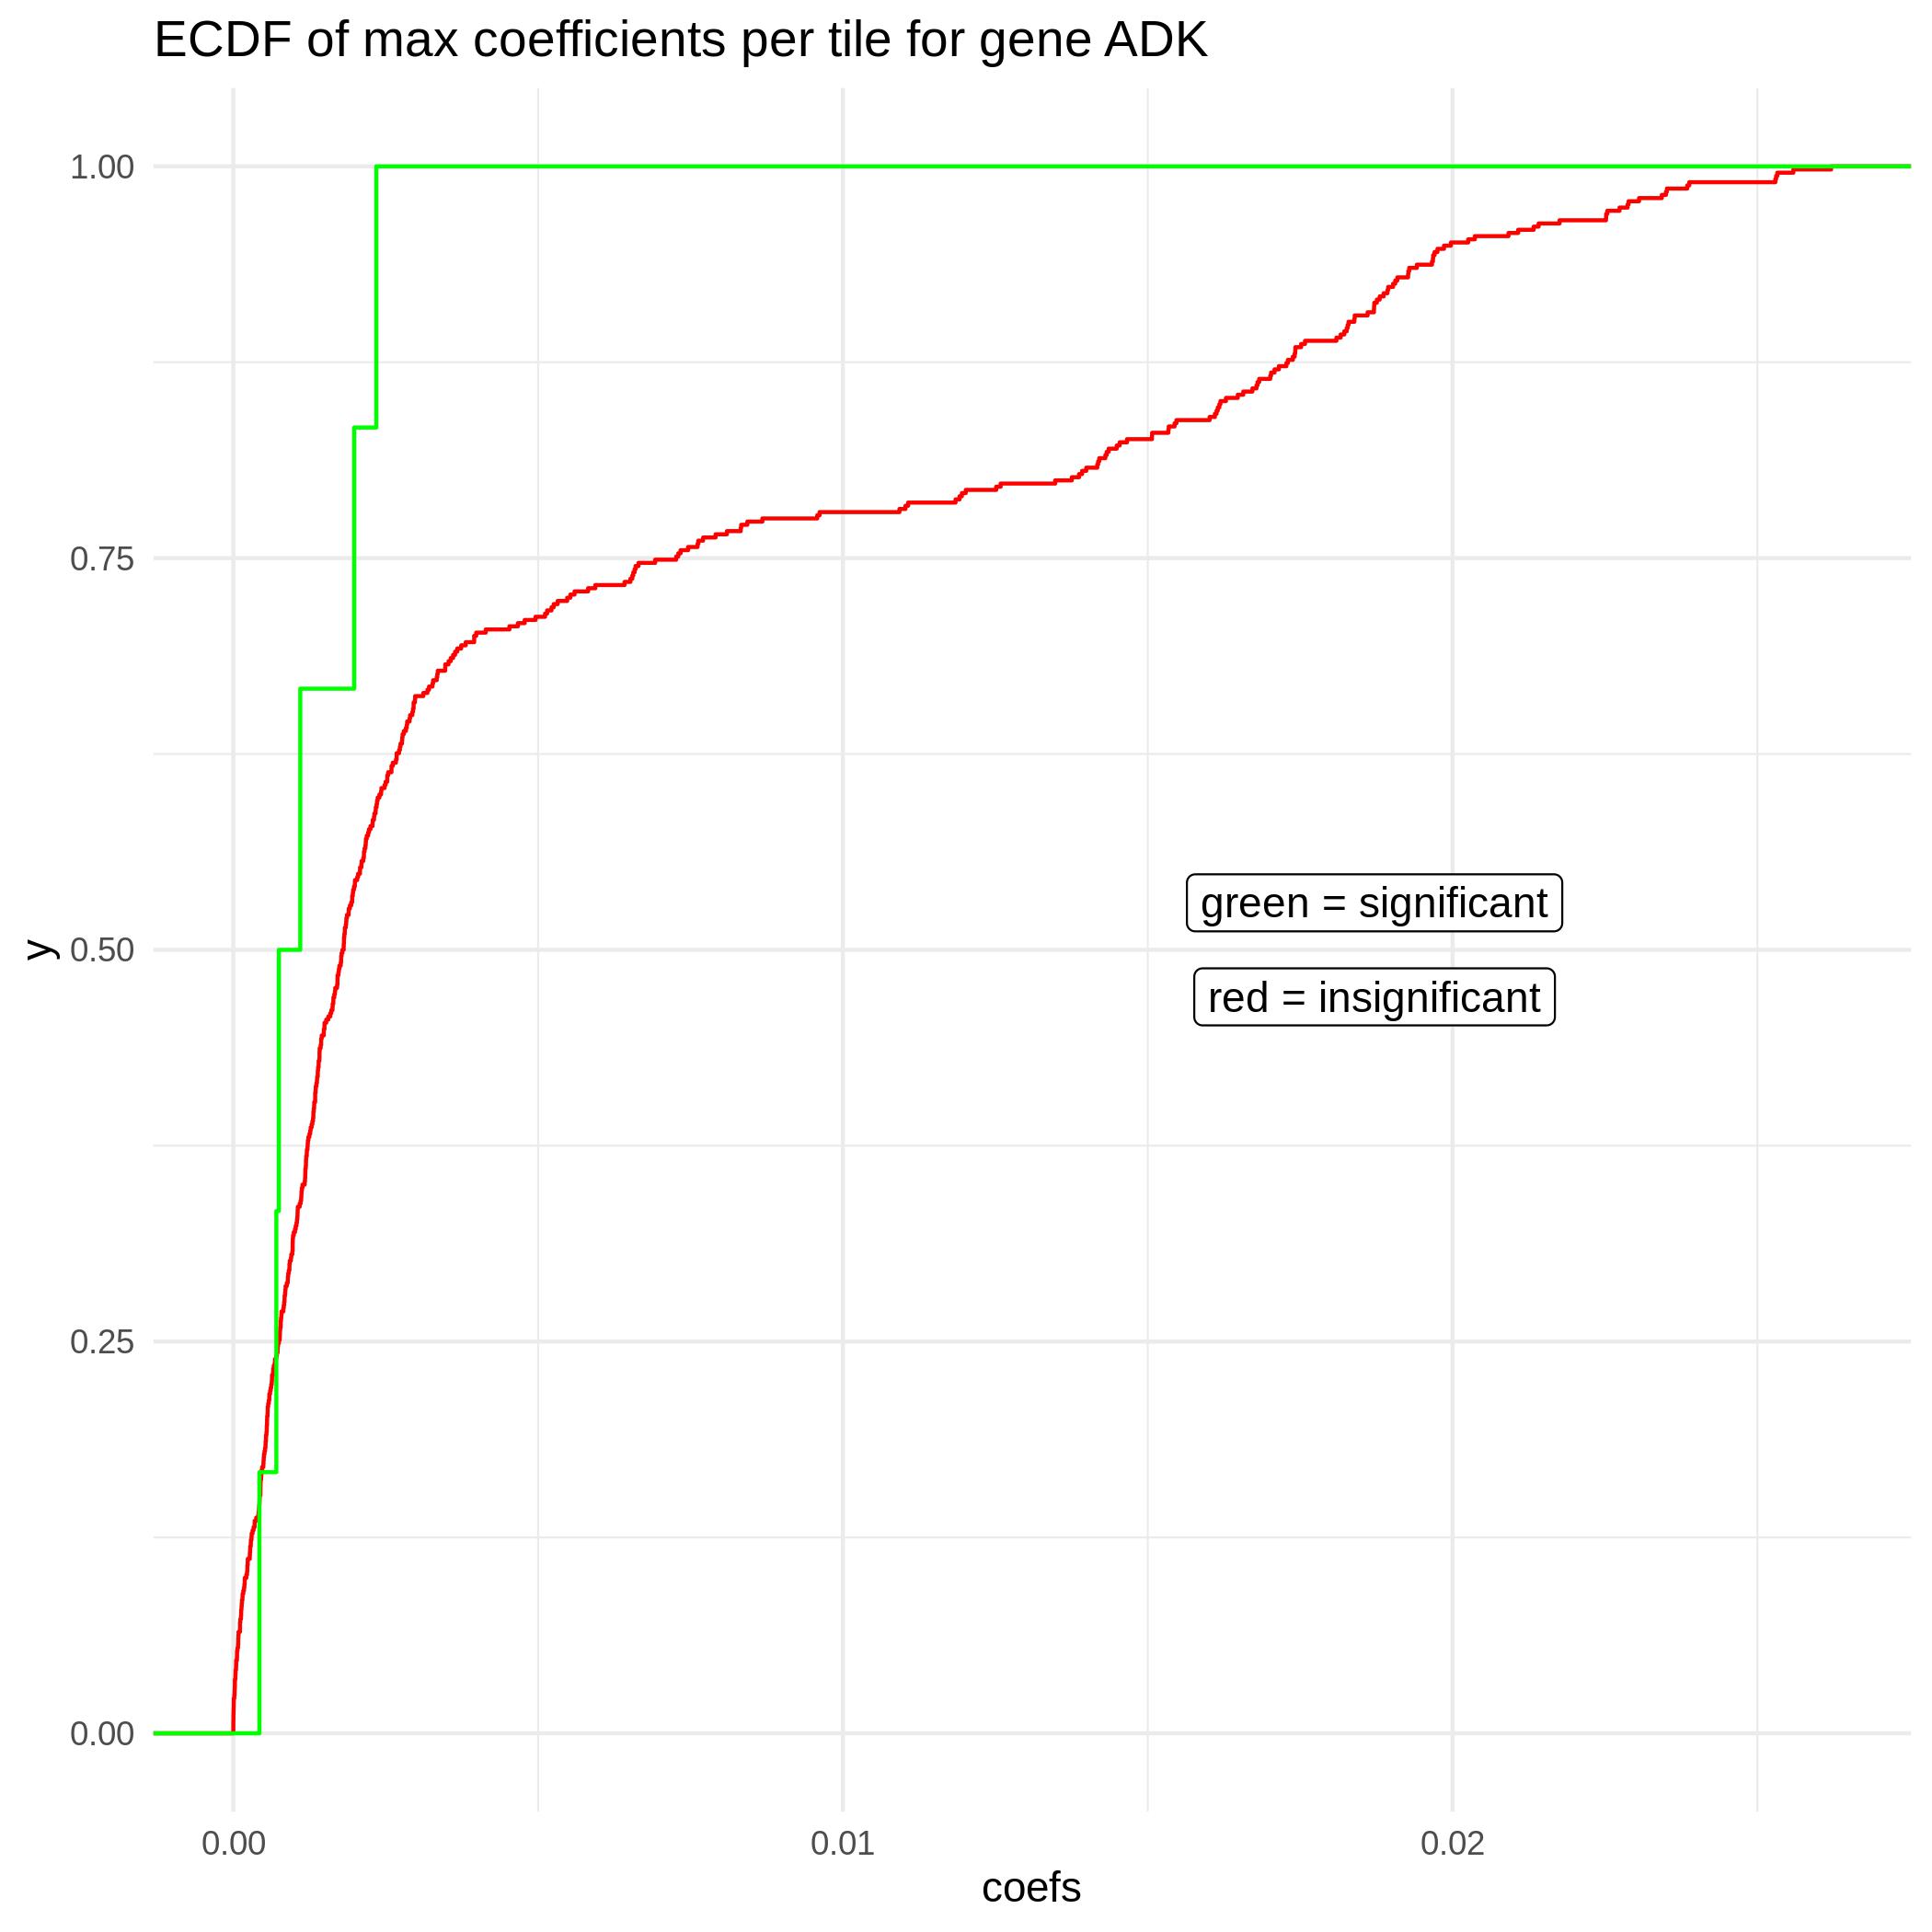 ECDF of max coefficients per tile for gene ADK
1.00
0.75
0.50
0.25
0.00
y
green = significant
red = insignificant
0.00
0.01
0.02
coefs